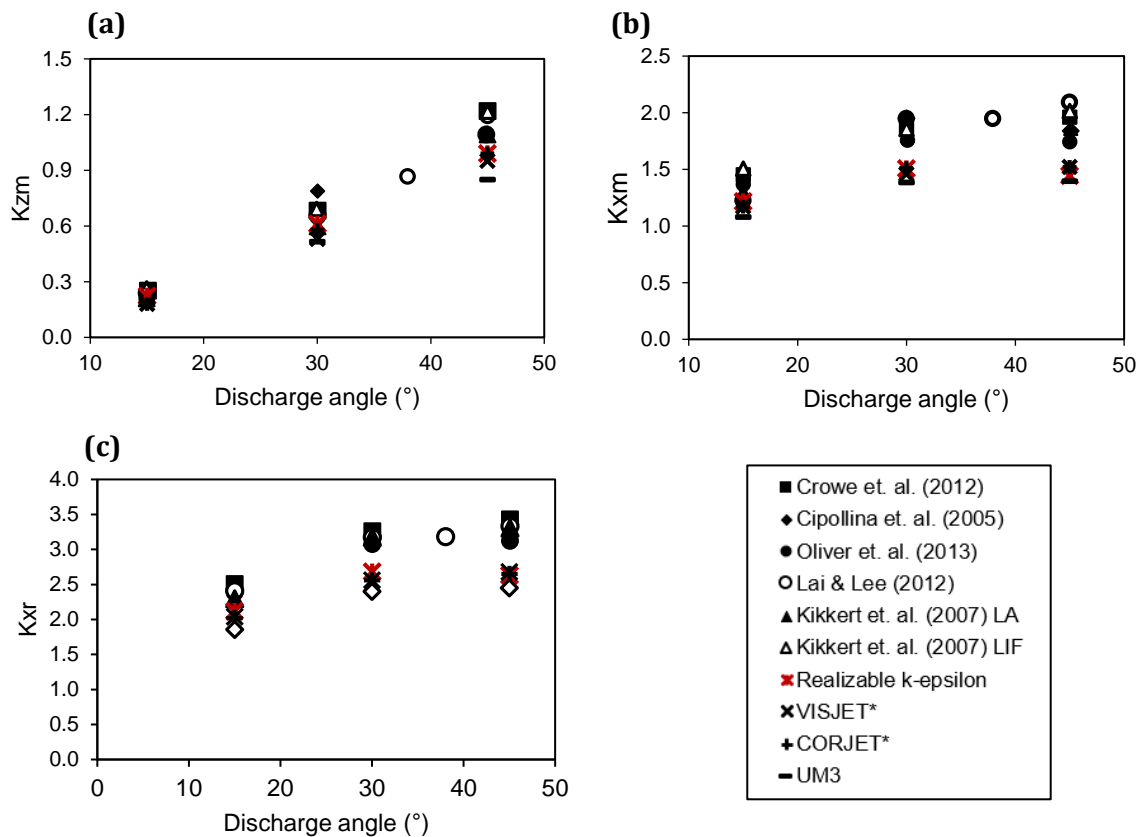 (a)
1.5
1.2
0.9
0.6
0.3
0.0
Kzm
10 20 30 40 50
Discharge angle (°)
(b)
2.5
2.0
1.5
1.0
0.5
0.0
Kxm
10 20 30 40 50
Discharge angle (°)
(c)
4.0
3.5
3.0
2.5
2.0
1.5
1.0
0.5
0.0
Kxr
0 10 20 30 40 50
Discharge angle (°)
Crowe et. al. (2012)
Cipollina et. al. (2005)
Oliver et. al. (2013)
Lai & Lee (2012)
Kikkert et. al. (2007) LA
Kikkert et. al. (2007) LIF
Realizable k-epsilon
VISJET*
CORJET*
UM3